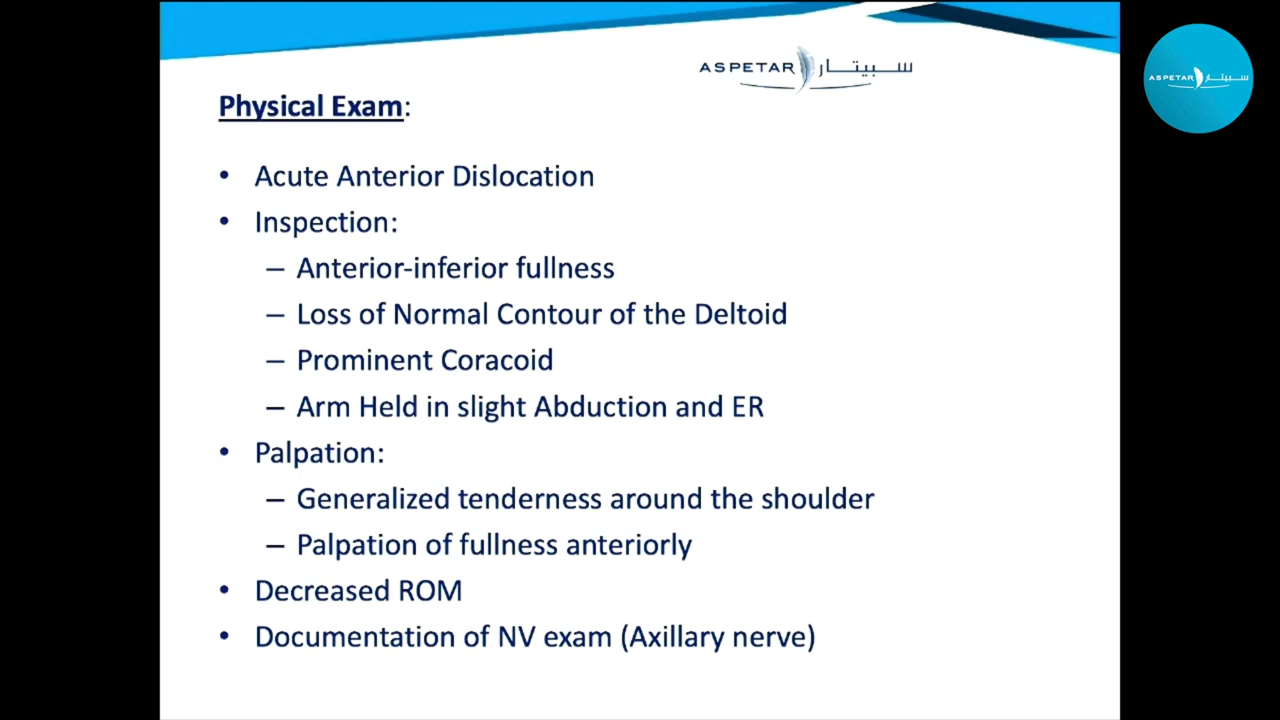 ASPETAR سبيتار
ASPETAR سبيتار
Physical Exam:
• Acute Anterior Dislocation
• Inspection:
– Anterior-inferior fullness
– Loss of Normal Contour of the Deltoid
– Prominent Coracoid
– Arm Held in slight Abduction and ER
• Palpation:
– Generalized tenderness around the shoulder
– Palpation of fullness anteriorly
• Decreased ROM
• Documentation of NV exam (Axillary nerve)